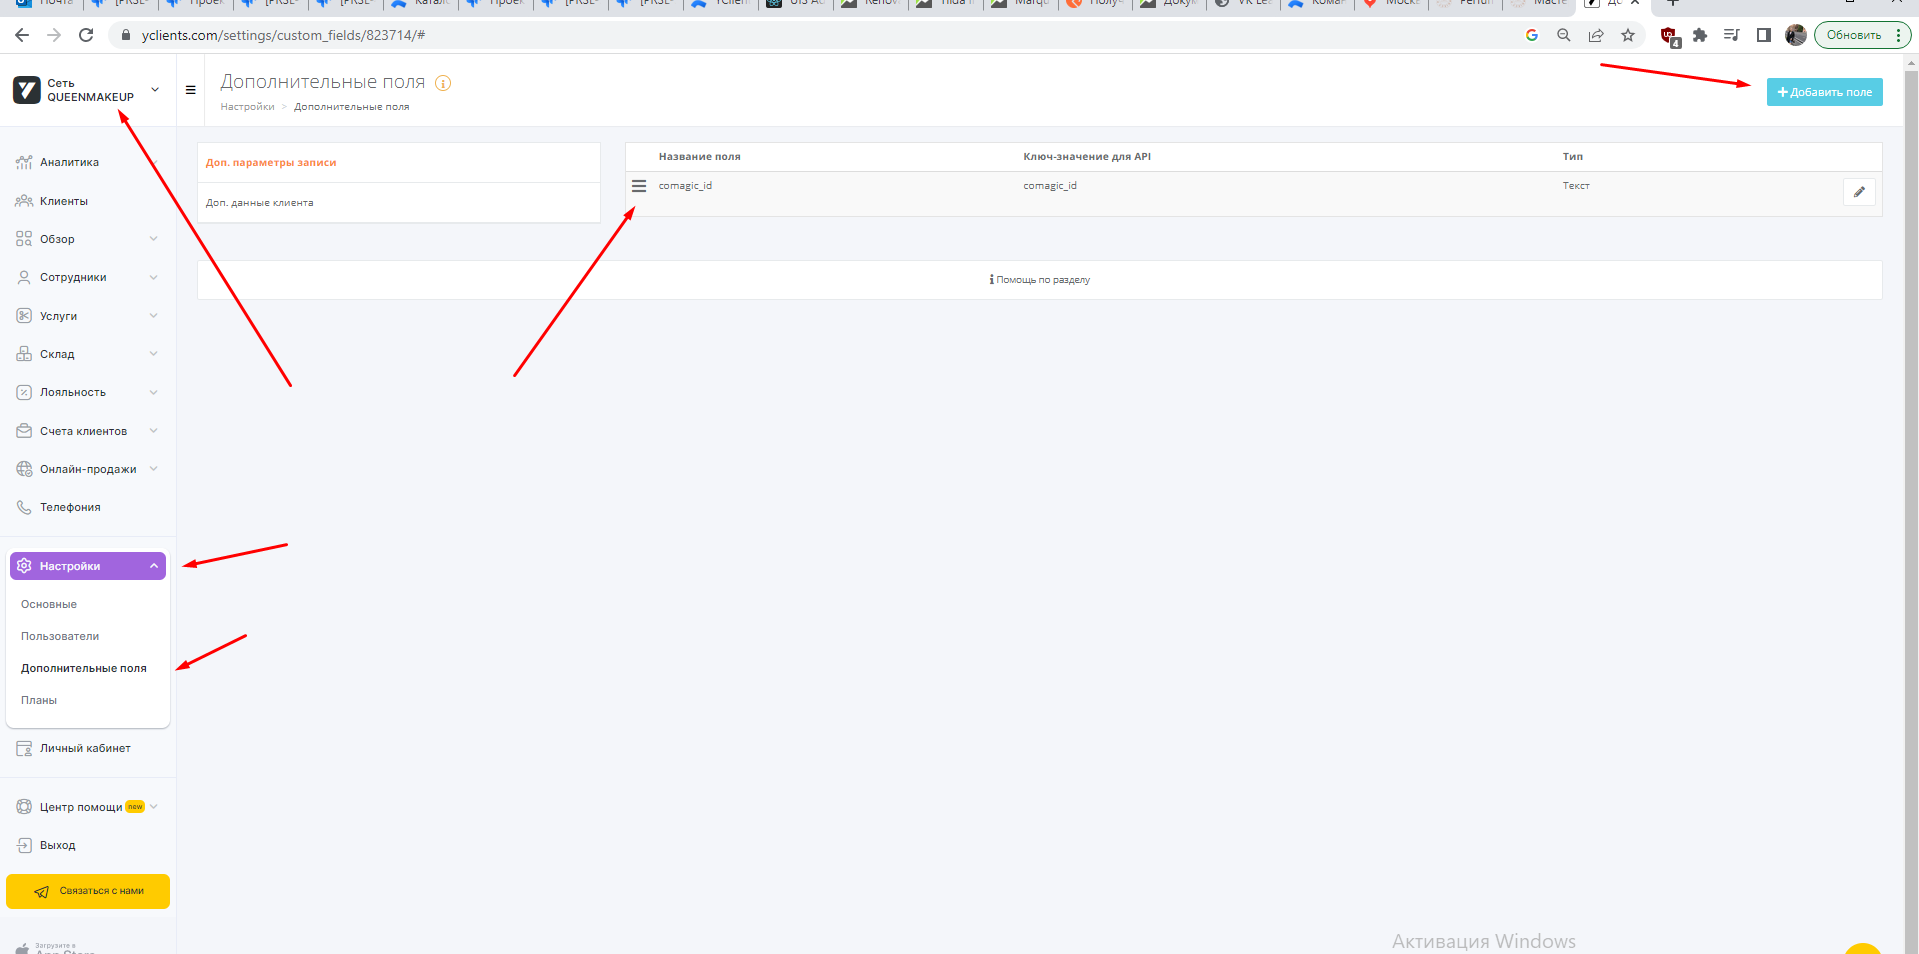 yclients.com/settings/custom_fields/823714/#
4
Обновить
Сеть
QUEENMAKEUP
Дополнительные поля
Настройки > Дополнительные поля
+ Добавить поле
Аналитика
Клиенты
Обзор
Сотрудники
Услуги
Склад
Лояльность
Счета клиентов
Онлайн-продажи
Телефония
Настройки
Основные
Пользователи
Дополнительные поля
Планы
Личный кабинет
Центр помощи new
Выход
Связаться с нами
Загрузите в
Доп. параметры записи
Доп. данные клиента
Название поля Ключ-значение для API Тип
comagic_id comagic_id Текст
Помощь по разделу
Активация Windows